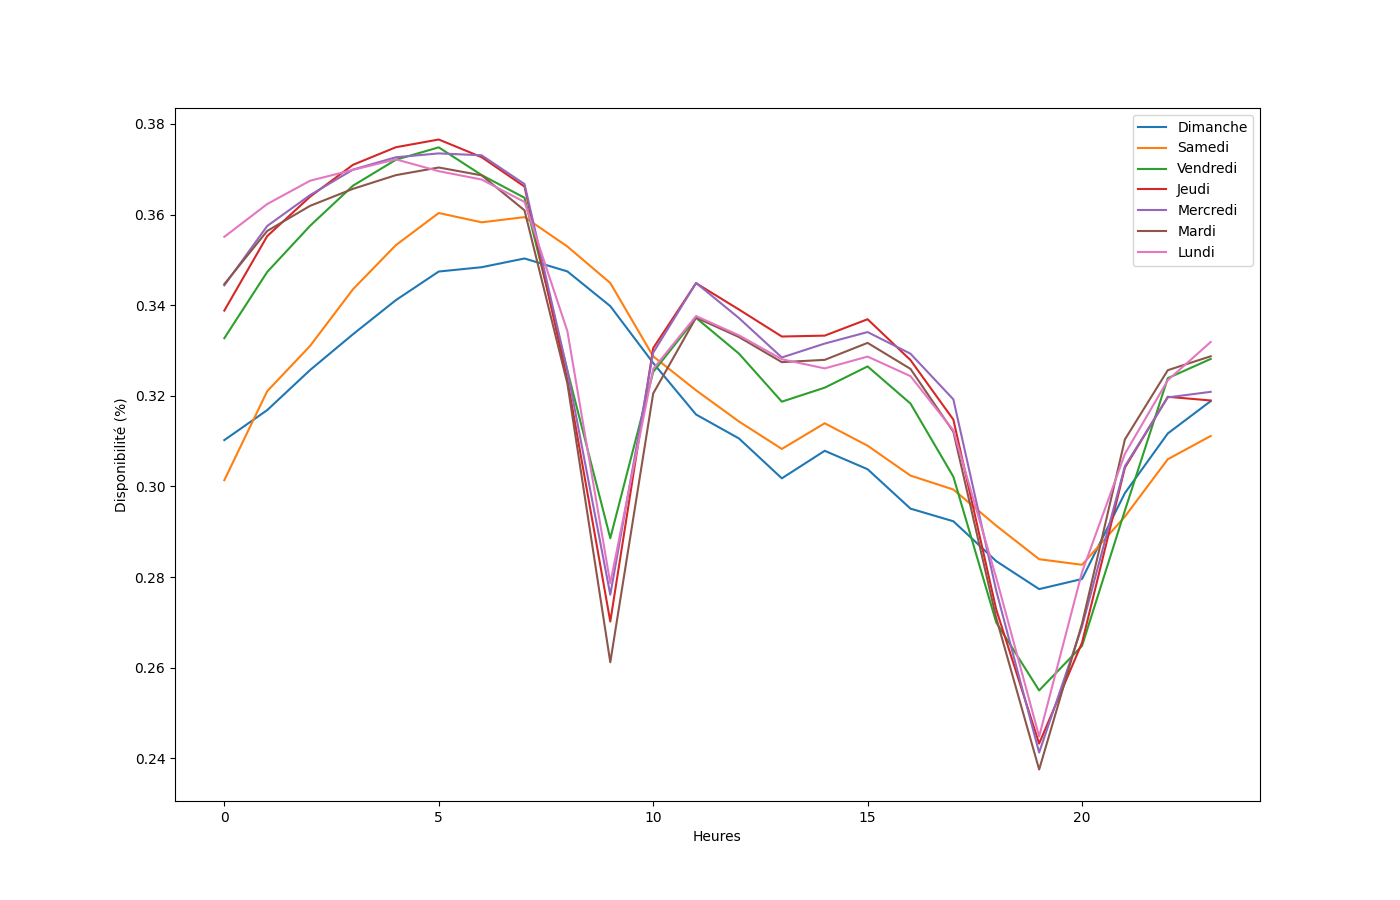 Disponibilité (%)
0.38
0.36
0.34
0.32
0.30
0.28
0.26
0.24
Dimanche
Samedi
Vendredi
Jeudi
Mercredi
Mardi
Lundi
0 5 10 15 20
Heures